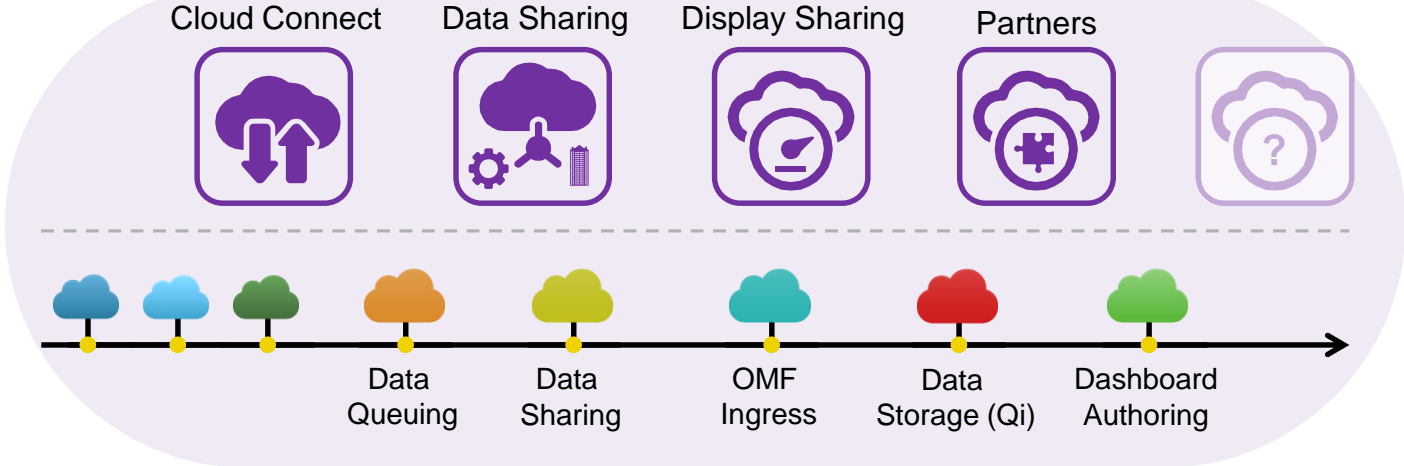 Cloud Connect
Data Sharing
Display Sharing
Partners
?
Data
Queuing
Data
Sharing
OMF
Ingress
Data
Storage (Qi)
Dashboard
Authoring